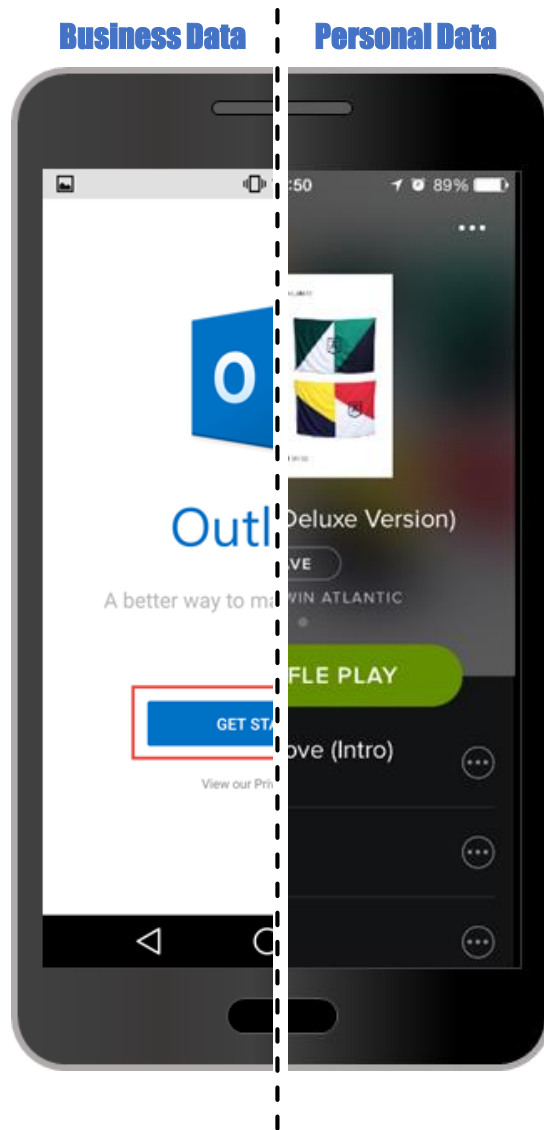 Business Data
Personal Data
:50
89%
O
Outl
Deluxe Version)
VE
A better way to ma
WIN ATLANTIC
FLE PLAY
GET STA
ove (Intro)
View our Pri